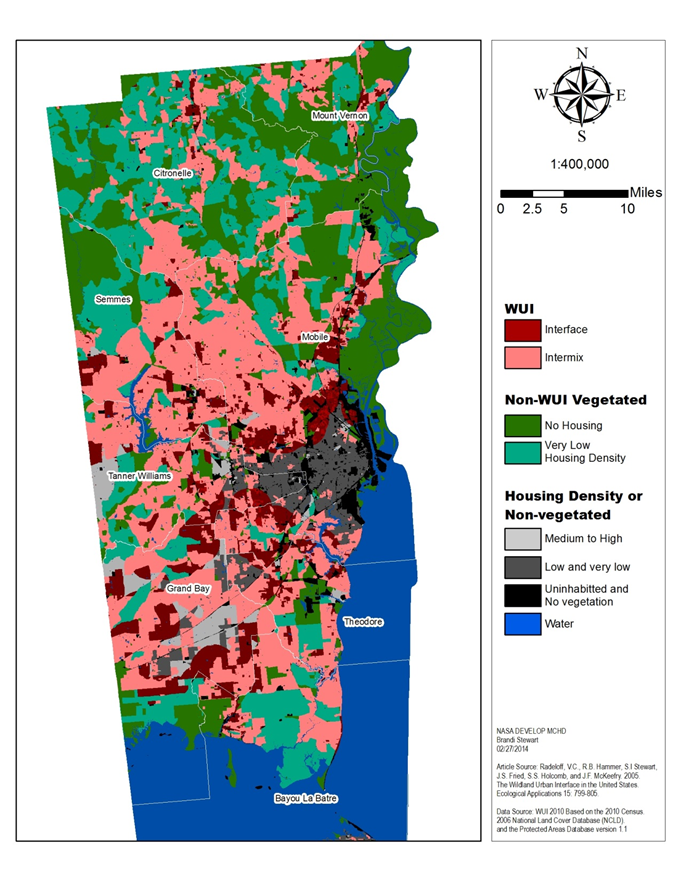 Mount Vernon
Citronelle
Semmes
Mobile
Tanner Williams
Grand Bay
Theodore
Bayou La Batre
N
W E
S
1:400,000
Miles
0 2.5 5 10
WUI
Interface
Intermix
Non-WUI Vegetated
No Housing
Very Low
Housing Density
Housing Density or
Non-vegetated
Medium to High
Low and very low
Uninhabitted and
No vegetation
Water
NASA DEVELOP MCHD
Brandi Stewart
02/27/2014
Article Source: Radeloff, V.C., R.B. Hammer, S.I Stewart,
J.S. Fried, S.S. Holcomb, and J.F. McKeefry. 2005.
The Wildland Urban Interface in the United States.
Ecological Applications 15: 799-805.
Data Source: WUI 2010 Based on the 2010 Census.
2006 National Land Cover Database (NCLD).
and the Protected Areas Database version 1.1